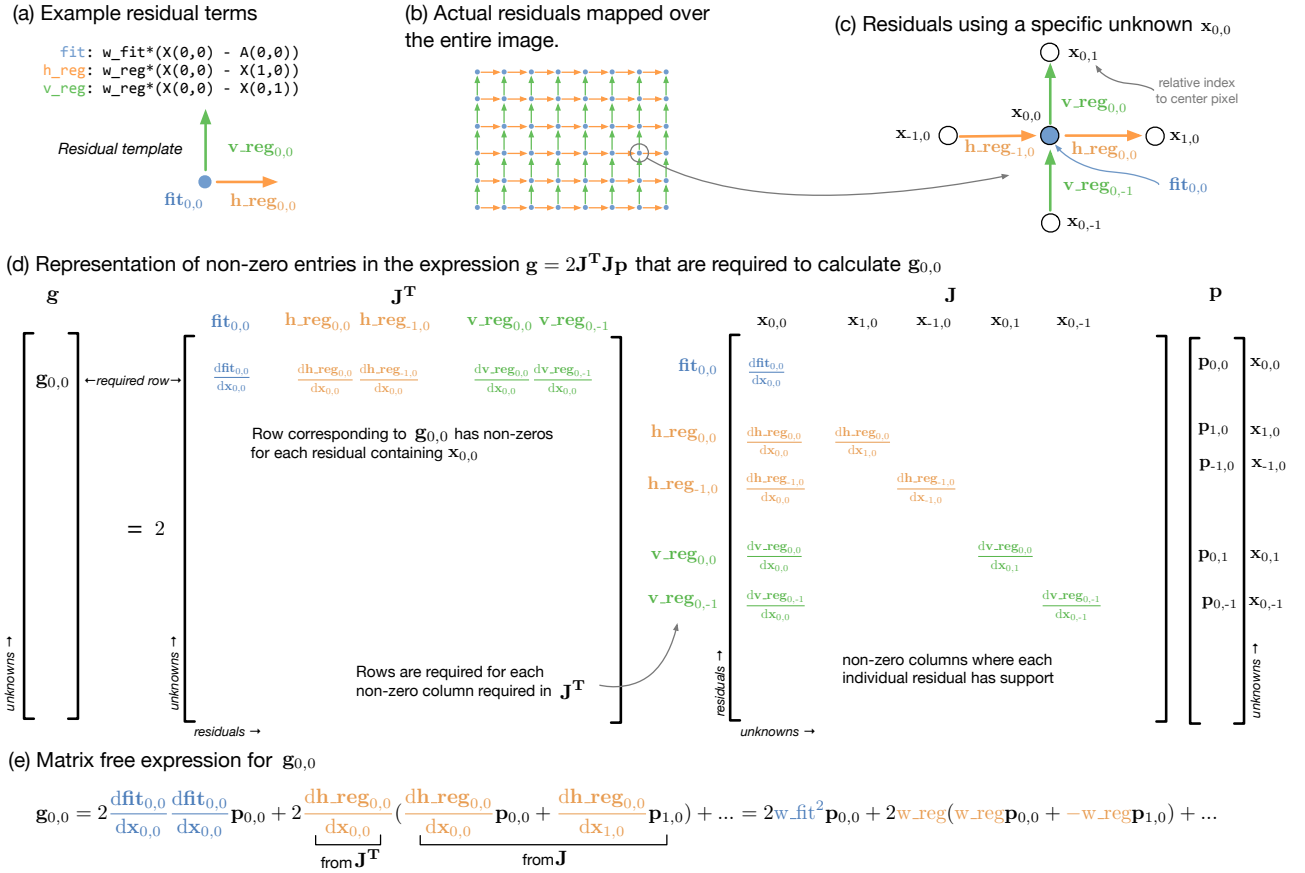 (a) Example residual terms
fit: w_fit*(X(0,0) - A(0,0))
h_reg: w_reg*(X(0,0) - X(1,0))
v_reg: w_reg*(X(0,0) - X(0,1))
Residual template
v_reg0,0
fit0,0
h_reg0,0
(b) Actual residuals mapped over
the entire image.
(c) Residuals using a specific unknown x0,0
x0,1
relative index
to center pixel
v_reg0,0
x0,0
x-1,0
x1,0
h_reg-1,0
h_reg0,0
v_reg0,-1
fit0,0
x0,-1
(d) Representation of non-zero entries in the expression g = 2J^T Jp that are required to calculate g0,0
g
J^T
J
p
fit0,0 h_reg0,0 h_reg-1,0 v_reg0,0 v_reg0,-1
x0,0 x1,0 x-1,0 x0,1 x0,-1
g0,0
←required row→
dfit0,0/dx0,0 dh_reg0,0/dx0,0 dh_reg-1,0/dx0,0 dv_reg0,0/dx0,0 dv_reg0,-1/dx0,0
Row corresponding to g0,0 has non-zeros
for each residual containing x0,0
= 2
fit0,0 dfit0,0/dx0,0
h_reg0,0 dh_reg0,0/dx0,0 dh_reg0,0/dx1,0
h_reg-1,0 dh_reg-1,0/dx0,0 dh_reg-1,0/dx-1,0
v_reg0,0 dv_reg0,0/dx0,0 dv_reg0,0/dx0,1
v_reg0,-1 dv_reg0,-1/dx0,0 dv_reg0,-1/dx0,-1
p0,0 x0,0
p1,0 x1,0
p-1,0 x-1,0
p0,1 x0,1
p0,-1 x0,-1
Rows are required for each
non-zero column required in J^T
non-zero columns where each
individual residual has support
unknowns →
unknowns →
residuals →
residuals →
unknowns →
unknowns →
(e) Matrix free expression for g0,0
g0,0 = 2 dfit0,0/dx0,0 dfit0,0/dx0,0 p0,0 + 2 dh_reg0,0/dx0,0 (dh_reg0,0/dx0,0 p0,0 + dh_reg0,0/dx1,0 p1,0) + ... = 2w_fit^2 p0,0 + 2w_reg(w_reg p0,0 + -w_reg p1,0) + ...
from J^T
from J